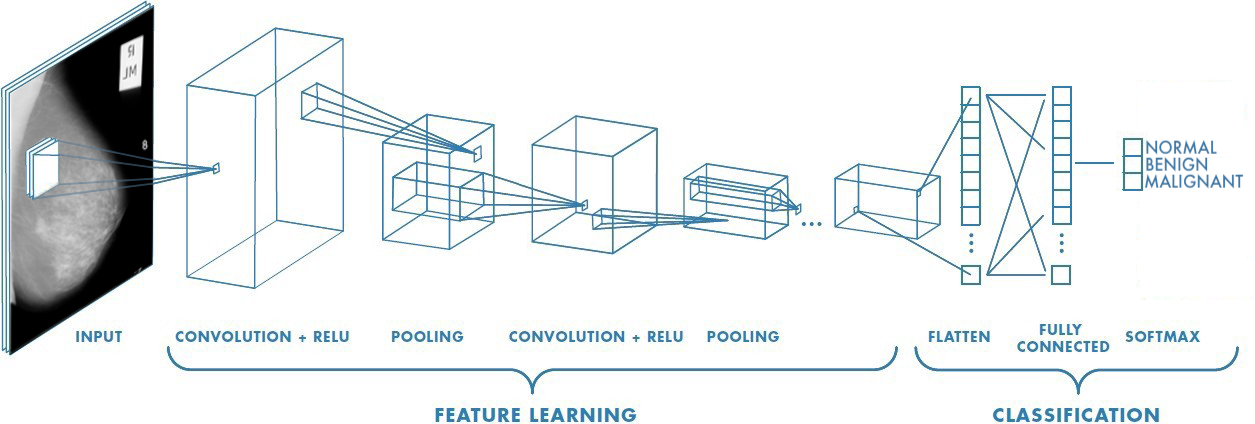 JM
8
NORMAL
BENIGN
MALIGNANT
...
INPUT
CONVOLUTION + RELU
POOLING
CONVOLUTION + RELU
POOLING
FLATTEN
FULLY
CONNECTED
SOFTMAX
FEATURE LEARNING
CLASSIFICATION